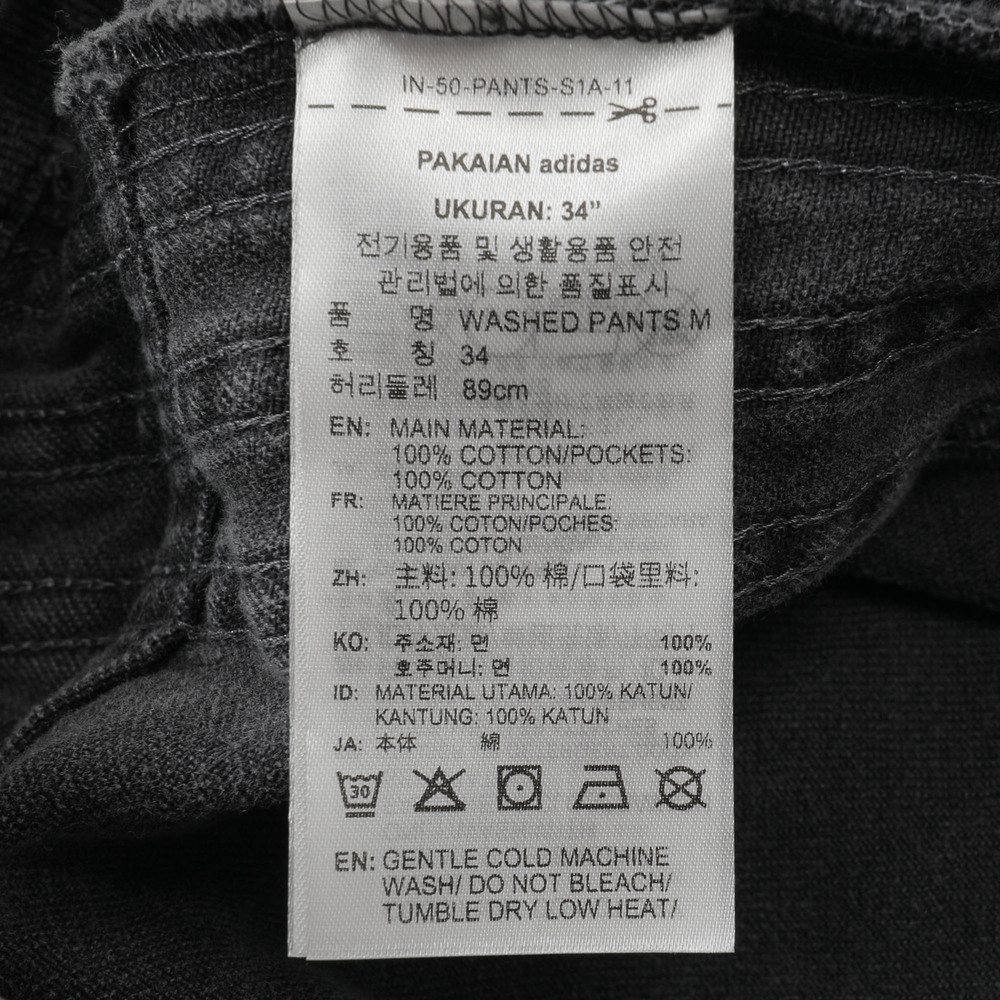 IN-50-PANTS-S1A-11
PAKAIAN adidas
UKURAN: 34”
전기용품 및 생활용품 안전
관리법에 의한 품질표시
품 명 WASHED PANTS M
호 칭 34
허리둘레 89cm
EN: MAIN MATERIAL:
100% COTTON/POCKETS:
100% COTTON
FR: MATIERE PRINCIPALE:
100% COTON/POCHES:
100% COTON
ZH: 主料: 100% 棉/口袋里料:
100% 棉
KO: 주소재: 면 100%
호주머니: 면 100%
ID: MATERIAL UTAMA: 100% KATUN/
KANTUNG: 100% KATUN
JA: 本体 綿 100%
30
EN: GENTLE COLD MACHINE
WASH/ DO NOT BLEACH/
TUMBLE DRY LOW HEAT/